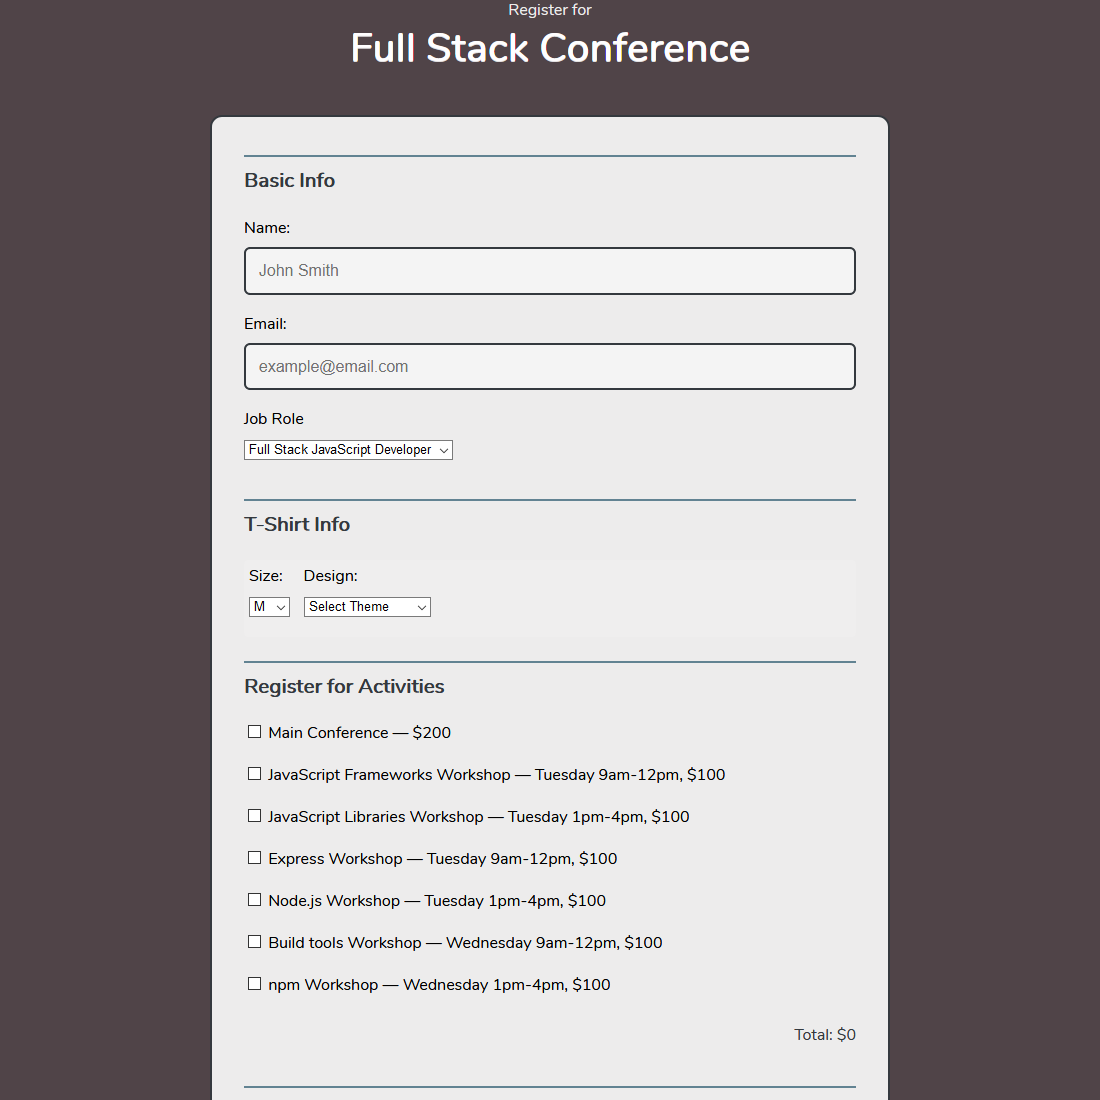 Register for
Full Stack Conference
Basic Info
Name:
John Smith
Email:
example@email.com
Job Role
Full Stack JavaScript Developer
T-Shirt Info
Size: Design:
M Select Theme
Register for Activities
Main Conference — $200
JavaScript Frameworks Workshop — Tuesday 9am-12pm, $100
JavaScript Libraries Workshop — Tuesday 1pm-4pm, $100
Express Workshop — Tuesday 9am-12pm, $100
Node.js Workshop — Tuesday 1pm-4pm, $100
Build tools Workshop — Wednesday 9am-12pm, $100
npm Workshop — Wednesday 1pm-4pm, $100
Total: $0